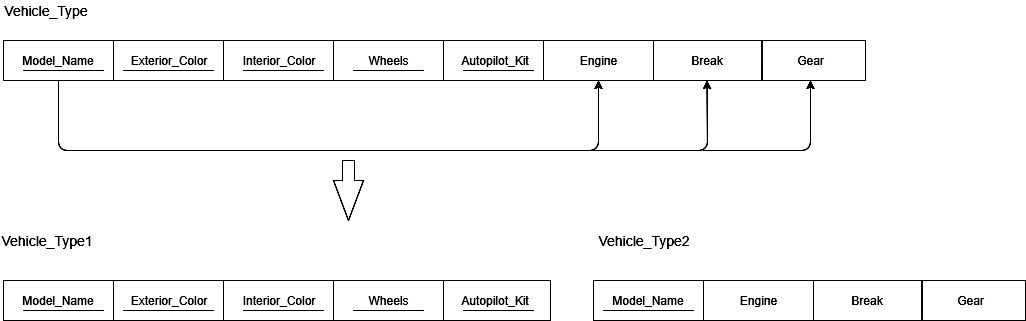 Vehicle_Type
Model_Name Exterior_Color Interior_Color Wheels Autopilot_Kit Engine Break Gear
Vehicle_Type1 Vehicle_Type2
Model_Name Exterior_Color Interior_Color Wheels Autopilot_Kit Model_Name Engine Break Gear